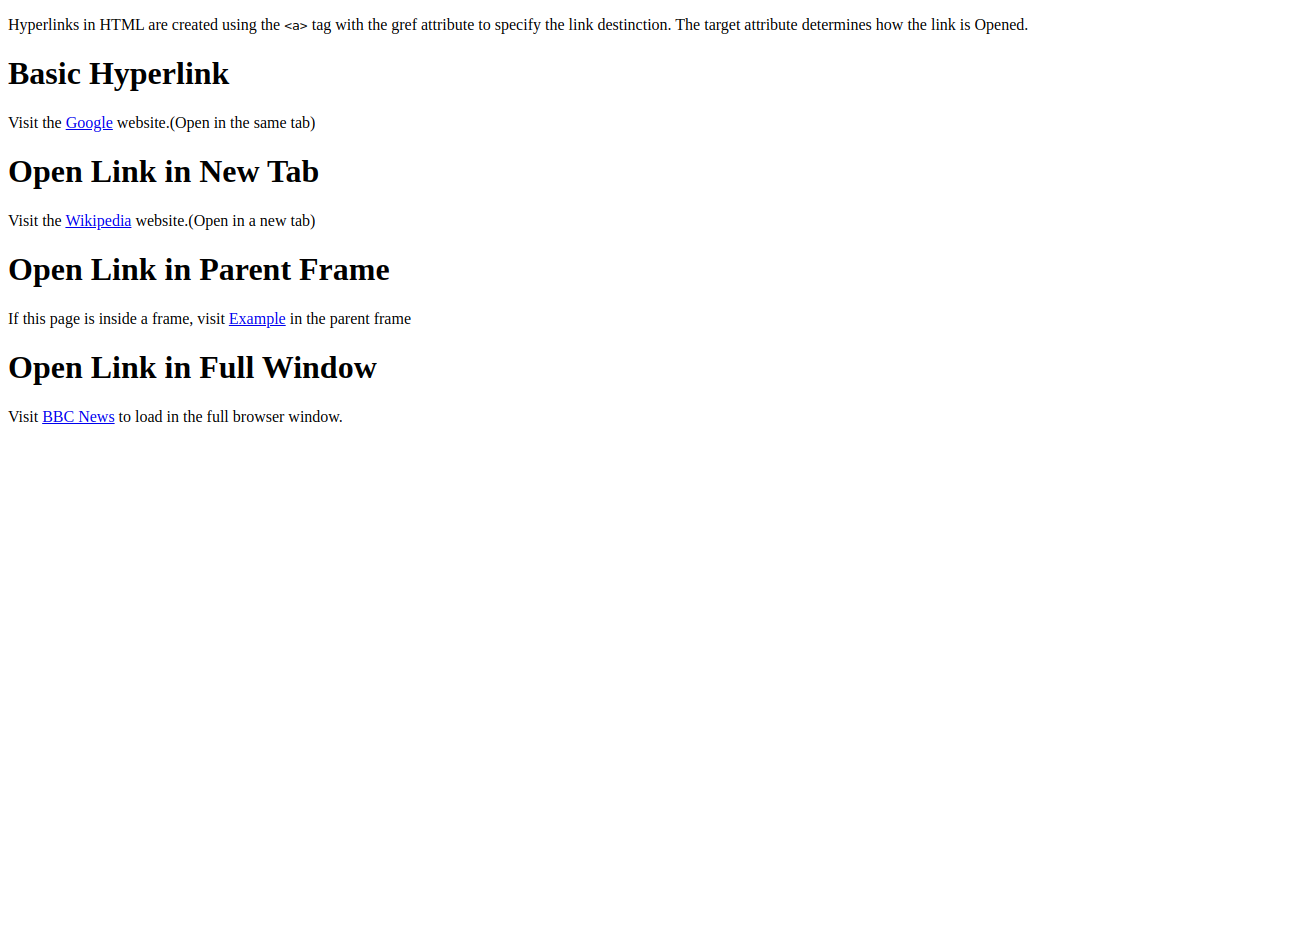 Hyperlinks in HTML are created using the <a> tag with the gref attribute to specify the link destinction. The target attribute determines how the link is Opened.
Basic Hyperlink
Visit the Google website.(Open in the same tab)
Open Link in New Tab
Visit the Wikipedia website.(Open in a new tab)
Open Link in Parent Frame
If this page is inside a frame, visit Example in the parent frame
Open Link in Full Window
Visit BBC News to load in the full browser window.